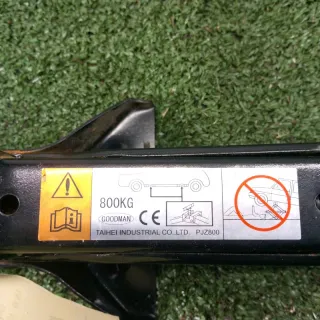 800KG
GOODMAN CE
TAIHEI INDUSTRIAL CO.,LTD. PJZ800